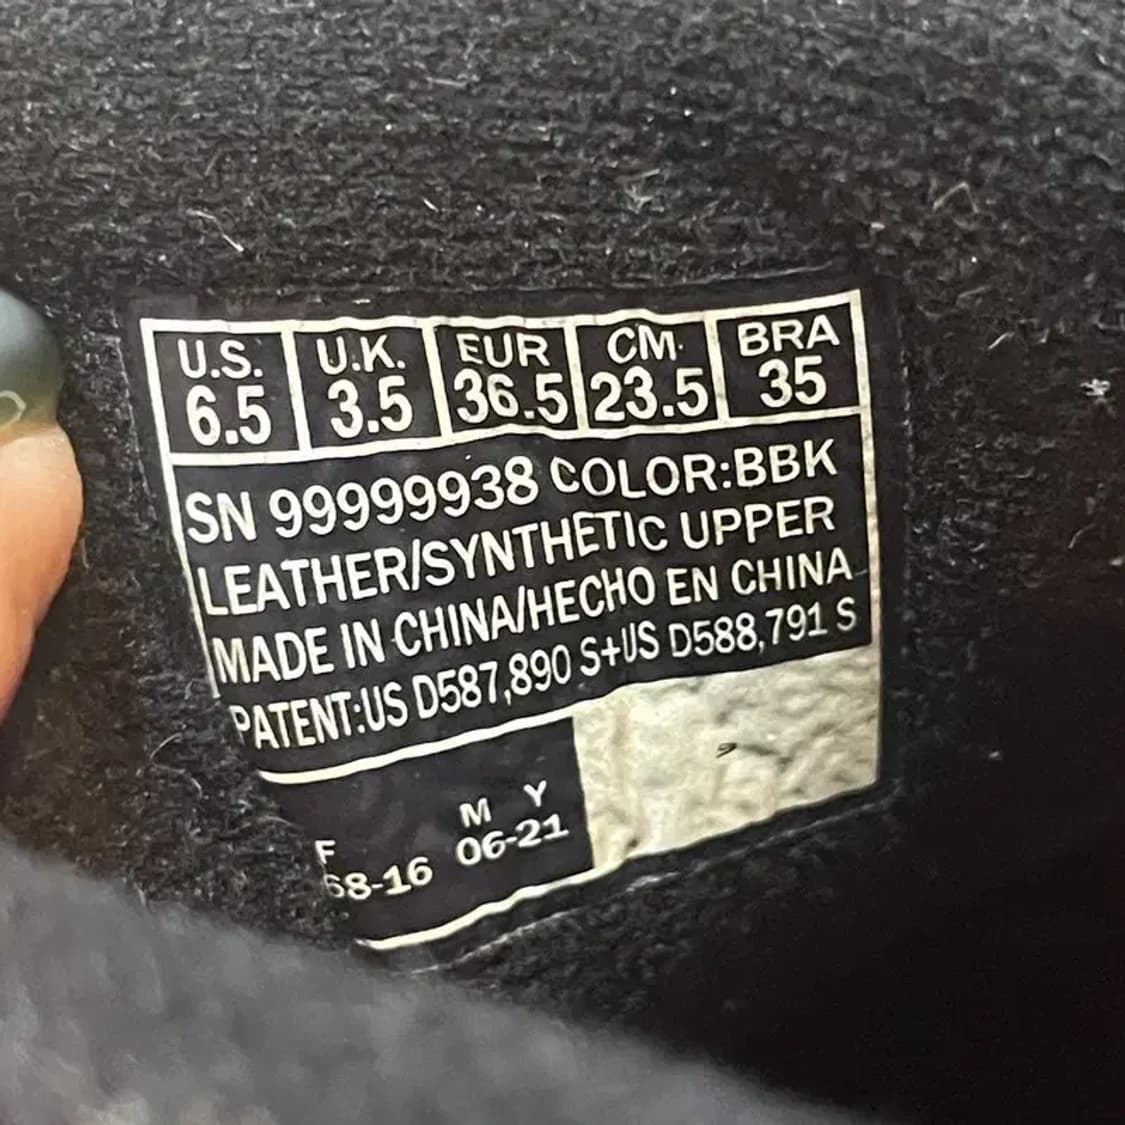 U.S. U.K. EUR CM BRA
6.5 3.5 36.5 23.5 35
SN 99999938 COLOR:BBK
LEATHER/SYNTHETIC UPPER
MADE IN CHINA/HECHO EN CHINA
PATENT:US D587,890 S+US D588,791 S
F M Y
68-16 06-21